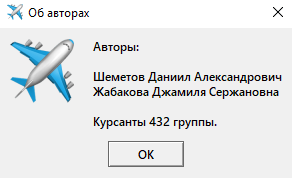 Об авторах
Авторы:
Шеметов Даниил Александрович
Жабакова Джамиля Сержановна
Курсанты 432 группы.
OK